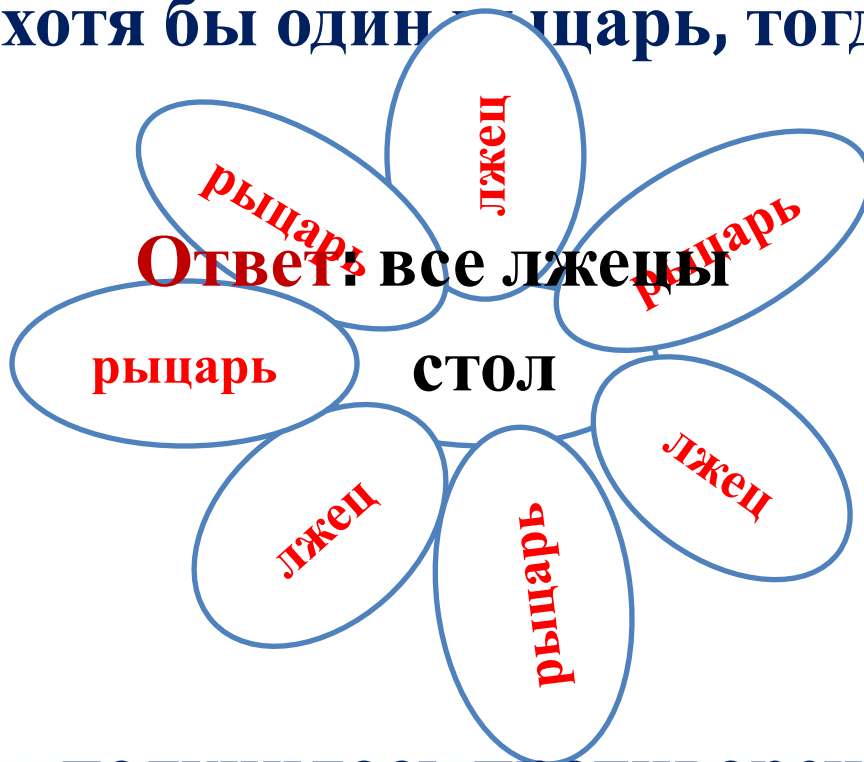 хотя бы один рыцарь, тогд
лжец
рыцарь
рыцарь
Ответ: все лжецы
рыцарь
стол
лжец
лжец
рыцарь